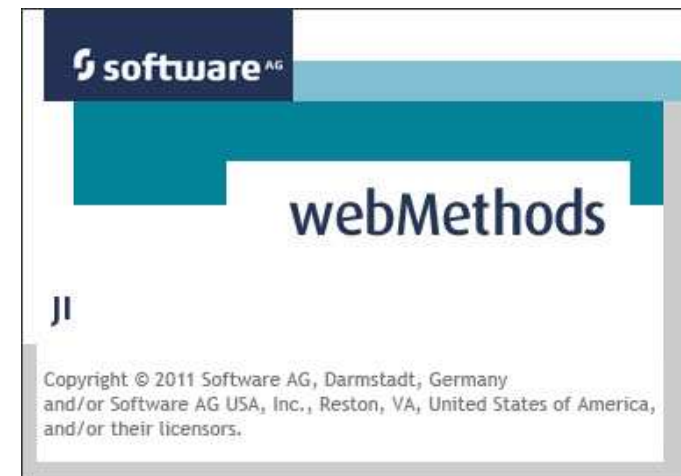 software AG
webMethods
JI
Copyright © 2011 Software AG, Darmstadt, Germany
and/or Software AG USA, Inc., Reston, VA, United States of America,
and/or their licensors.